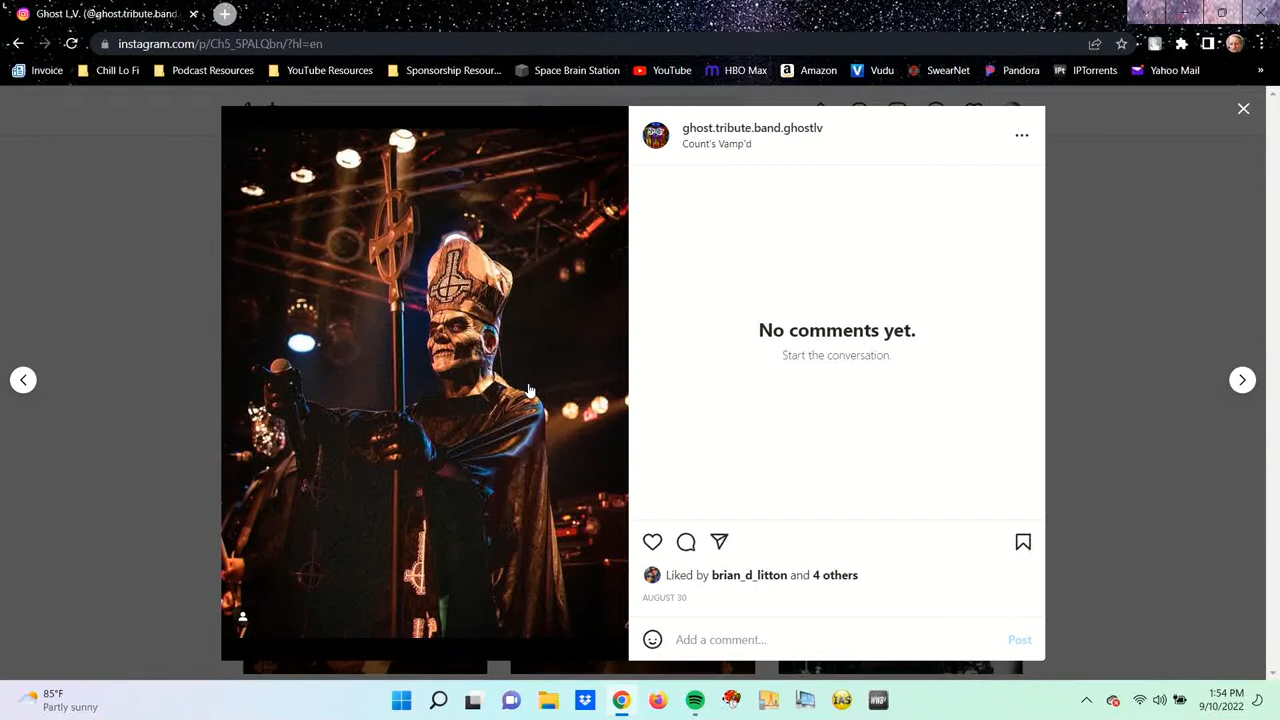 Ghost L.V. (@ghost.tribute.band
instagram.com/p/Ch5_5PALQbn/?hl=en
Invoice
Chill Lo Fi
Podcast Resources
YouTube Resources
Sponsorship Resour...
Space Brain Station
YouTube
HBO Max
Amazon
Vudu
SwearNet
Pandora
IPTorrents
Yahoo Mail
»
ghost.tribute.band.ghostlv
Count's Vamp'd
No comments yet.
Start the conversation.
Liked by brian_d_litton and 4 others
AUGUST 30
Add a comment...
Post
85°F
Partly sunny
1:54 PM
9/10/2022